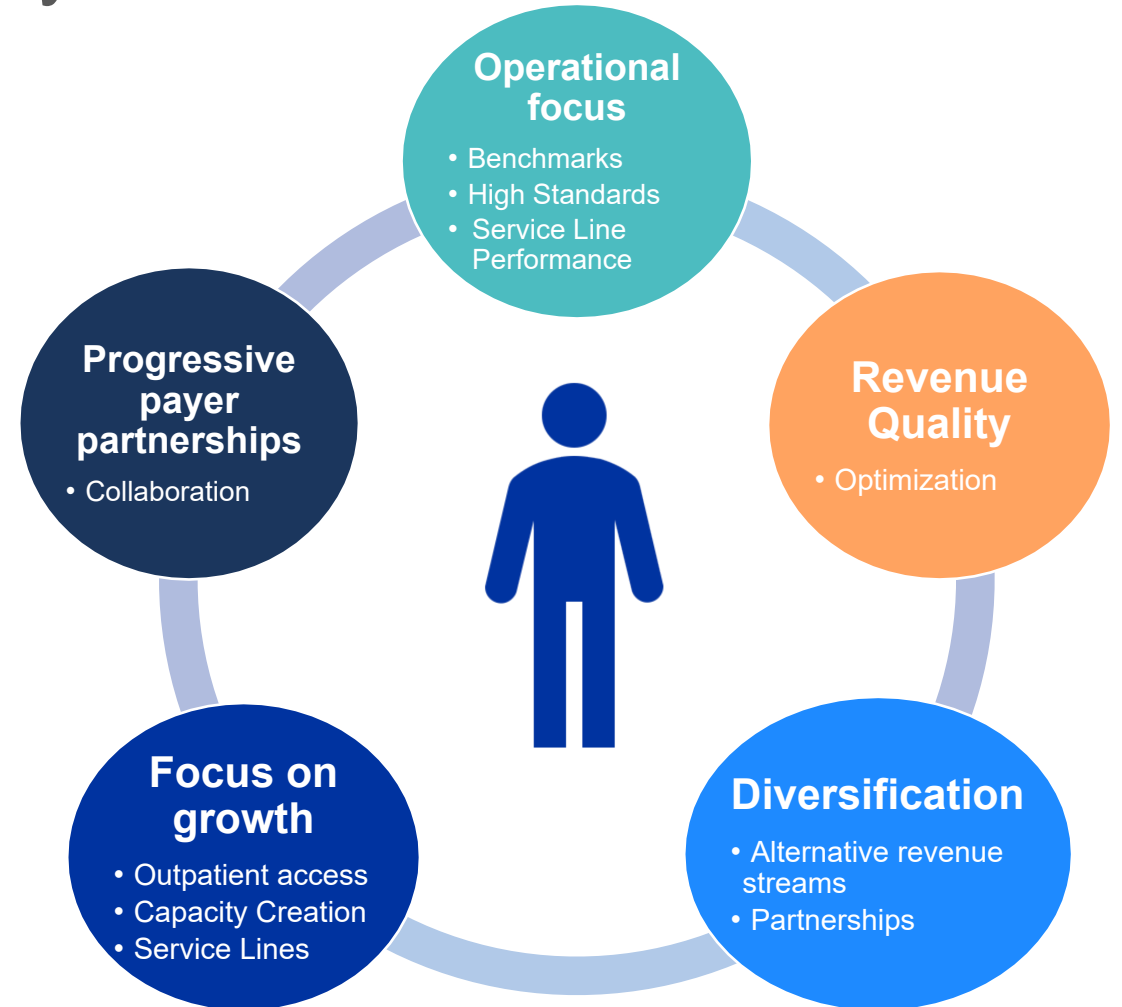 Operational
focus
• Benchmarks
• High Standards
• Service Line
Performance
Revenue
Quality
• Optimization
Diversification
• Alternative revenue
streams
• Partnerships
Focus on
growth
• Outpatient access
• Capacity Creation
• Service Lines
Progressive
payer
partnerships
• Collaboration